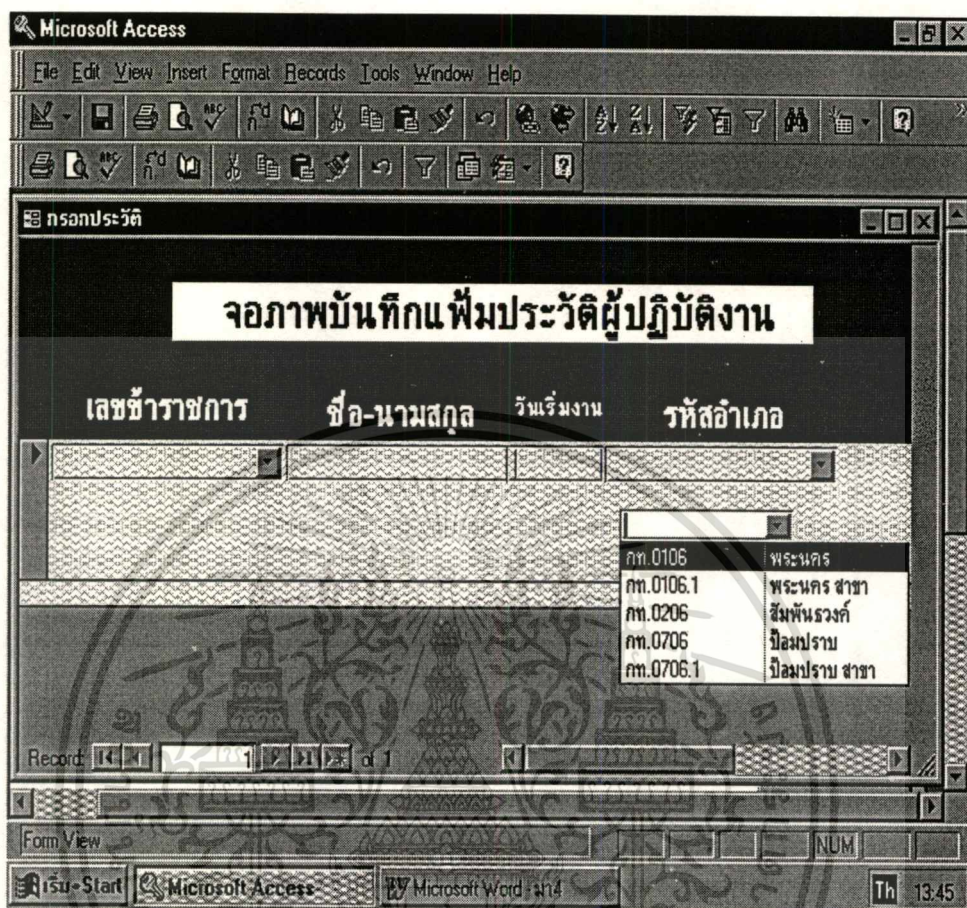 Microsoft Access
File Edit View Insert Format Records Tools Window Help
กรอกประวัติ
จอภาพบันทึกแฟ้มประวัติผู้ปฏิบัติงาน
เลขข้าราชการ ชื่อ-นามสกุล วันเริ่มงาน รหัสอำเภอ
กท.0106 พระนคร
กท.0106.1 พระนคร สาขา
กท.0206 สัมพันธวงศ์
กท.0706 ป้อมปราบ
กท.0706.1 ป้อมปราบ สาขา
Record: 1 of 1
Form View NUM
เริ่ม-Start Microsoft Access Microsoft Word - มา4 Th 13:45